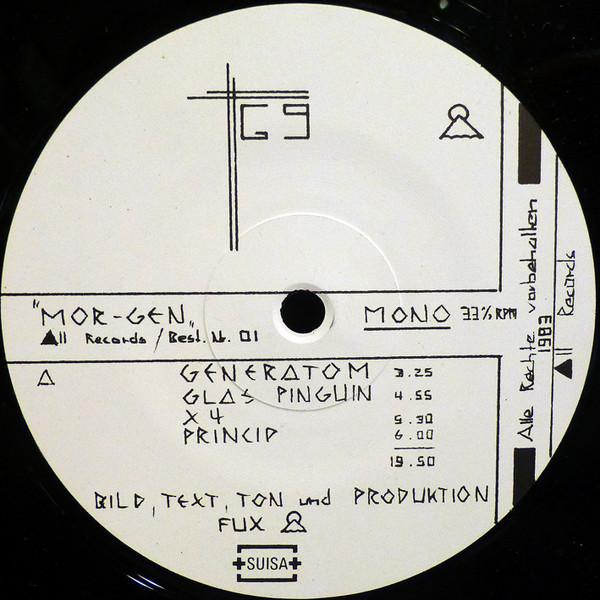 G9
"MOR-GEN"
MONO 33⅓ RPM
All Records / Best. Nr. 01
A
GENERATOM 3.25
GLAS PINGUIN 4.55
X 4 5.30
PRINCIP 6.00
19.50
BILD, TEXT, TON und PRODUKTION
FUX
SUISA
Alle Rechte vorbehalten
1983
All Records